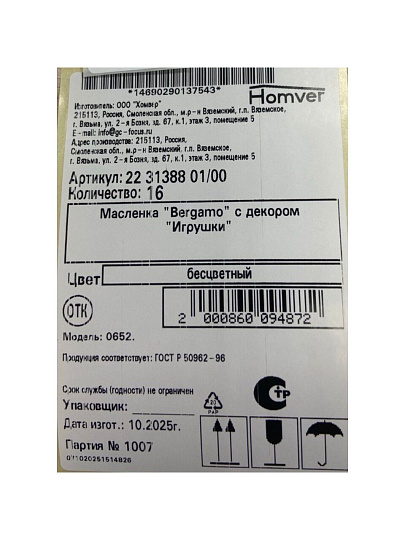 *14690290137543*
Homver
Изготовитель: ООО "Хомвер"
215113, Россия, Смоленская обл., м.р-н Вяземский, г.п. Вяземское,
г. Вязьма, ул. 2-я Бозня, зд. 67, к.1, этаж 3, помещение 5
E-mail: info@gc-focus.ru
Адрес производства: 215113, Россия,
Смоленская обл., м.р-н Вяземский, г.п. Вяземское,
г. Вязьма, ул. 2-я Бозня, зд. 67, к.1, этаж 3, помещение 5
Артикул: 22 31388 01/00
Количество: 16
Масленка "Bergamo" с декором
"Игрушки"
Цвет бесцветный
ОТК
2 000860 094872
Модель: 0652.
Продукция соответствует: ГОСТ Р 50962-96
Срок службы (годности) не ограничен
Упаковщик:
20
PAP
СТР
Дата изгот.: 10.2025г.
Партия № 1007
071020251514826